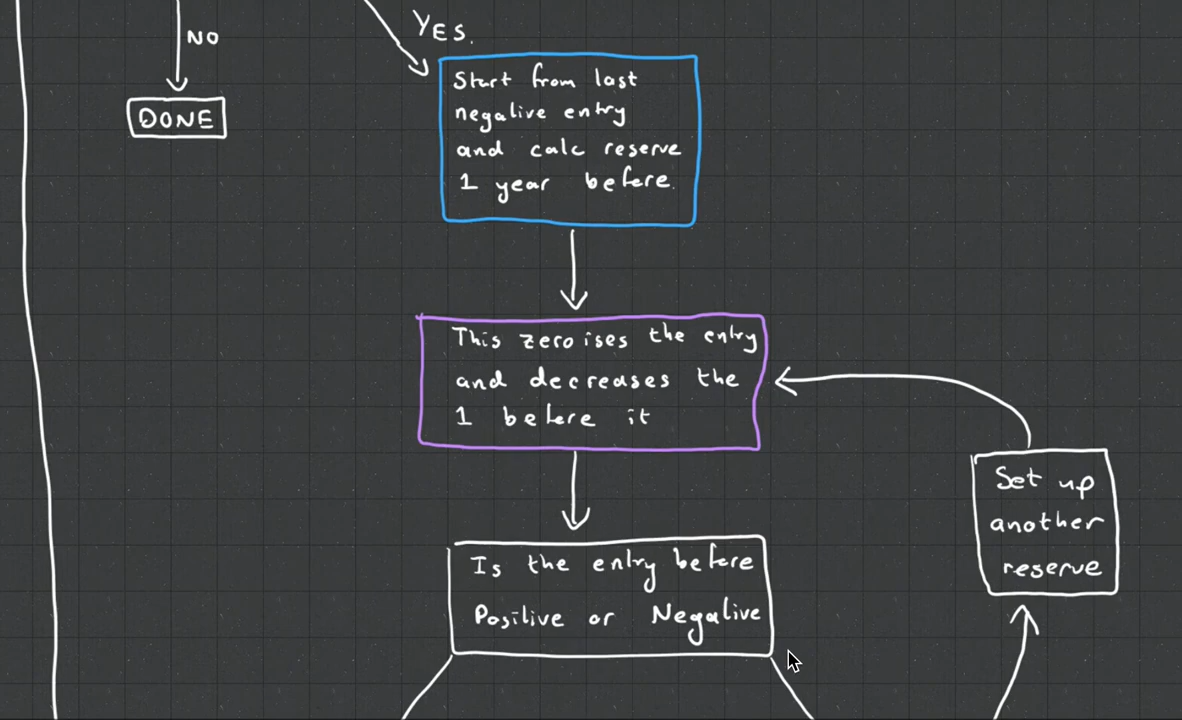 YES.
NO
DONE
Start from last
negative entry
and calc reserve
1 year before.
This zeroises the entry
and decreases the
1 before it
Set up
another
reserve
Is the entry before
Positive or Negative